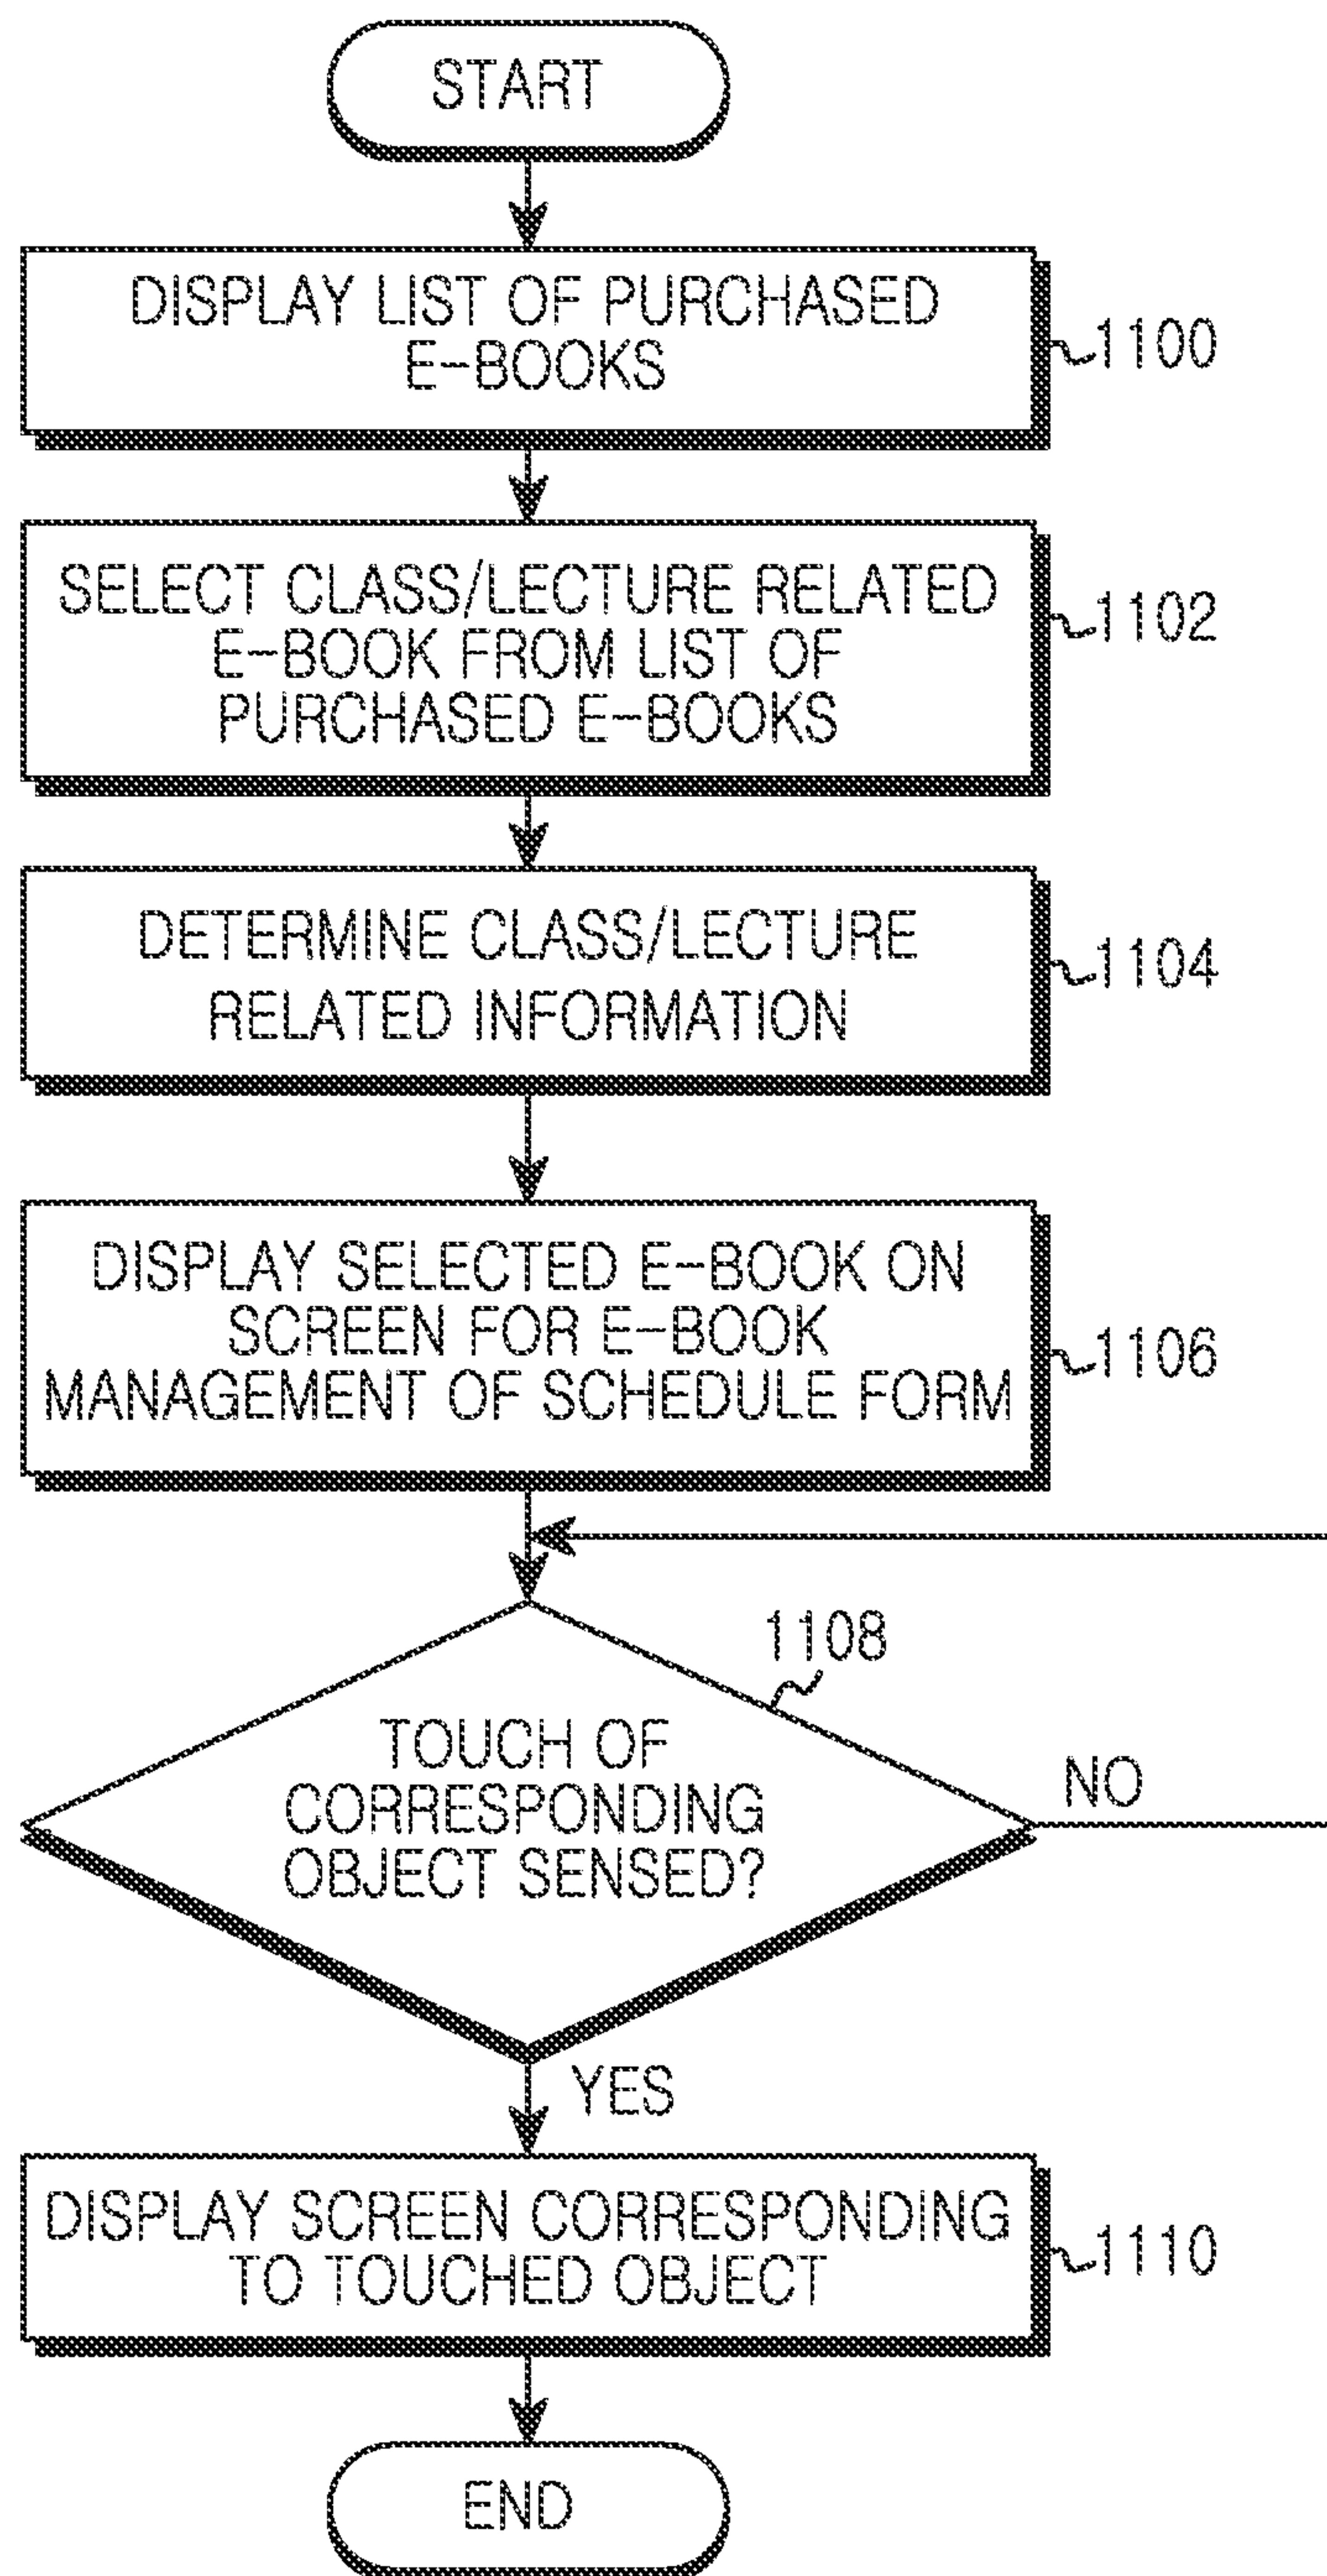 START
DISPLAY LIST OF PURCHASED
E-BOOKS
1100
SELECT CLASS/LECTURE RELATED
E-BOOK FROM LIST OF
PURCHASED E-BOOKS
1102
DETERMINE CLASS/LECTURE
RELATED INFORMATION
1104
DISPLAY SELECTED E-BOOK ON
SCREEN FOR E-BOOK
MANAGEMENT OF SCHEDULE FORM
1106
1108
TOUCH OF
CORRESPONDING
OBJECT SENSED?
NO
YES
DISPLAY SCREEN CORRESPONDING
TO TOUCHED OBJECT
1110
END